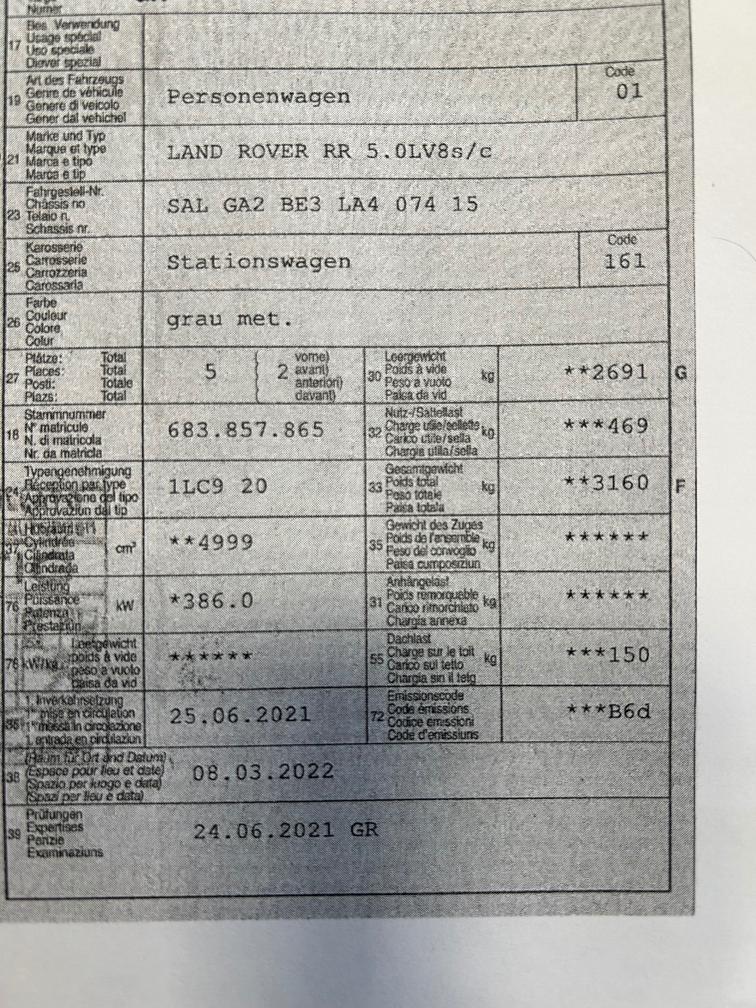 Numer
17
Bes. Verwendung
Usage spécial
Uso speciale
Diever spezial
19
Art des Fahrzeugs
Genre de véhicule
Genere di veicolo
Gener dal vehichel
Personenwagen
Code
01
21
Marke und Typ
Marque et type
Marca e tipo
Marca e tip
LAND ROVER RR 5.0LV8s/c
23
Fahrgestell-Nr.
Châssis no
Telaio n.
Schassis nr.
SAL GA2 BE3 LA4 074 15
25
Karosserie
Carrosserie
Carrozzeria
Carossaria
Stationswagen
Code
161
26
Farbe
Couleur
Colore
Colur
grau met.
27
Plätze: Total
Places: Total
Posti: Totale
Plazs: Total
5
2
vorne)
avant)
anteriori)
davant)
30
Leergewicht
Poids à vide
Peso a vuoto
Paisa da vid
kg
**2691
G
18
Stammnummer
N° matricule
N. di matricola
Nr. da matricla
683.857.865
32
Nutz-/Sattellast
Charge utile/sellette
Carico utile/sella
Chargia utila/sella
kg
***469
Typengenehmigung
Réception par type
Approvazione del tipo
Approvaziun dal tip
1LC9 20
33
Gesamtgewicht
Poids total
Peso totale
Paisa totala
kg
**3160
F
37
Hubraum
Cylindrée
Cilindrata
Cilindrada
cm³
**4999
35
Gewicht des Zuges
Poids de l'ensemble
Peso del convoglio
Paisa cumposiziun
kg
******
76
Leistung
Puissance
Potenza
Prestaziun
kW
*386.0
31
Anhängelast
Poids remorquable
Carico rimorchiato
Chargia annexa
kg
******
78
kW/kg
Leergewicht
poids à vide
peso a vuoto
paisa da vid
******
55
Dachlast
Charge sur le toit
Carico sul tetto
Chargia sin il tetg
kg
***150
36
1. Inverkehrsetzung
1re mise en circulation
1a messa in circolazione
1. entrada en circulaziun
25.06.2021
72
Emissionscode
Code émissions
Codice emissioni
Code d'emissiuns
***B6d
38
(Raum für Ort und Datum)
(Espace pour lieu et date)
(Spazio per luogo e data)
(Spazi per lieu e data)
08.03.2022
39
Prüfungen
Expertises
Perizie
Examinaziuns
24.06.2021 GR